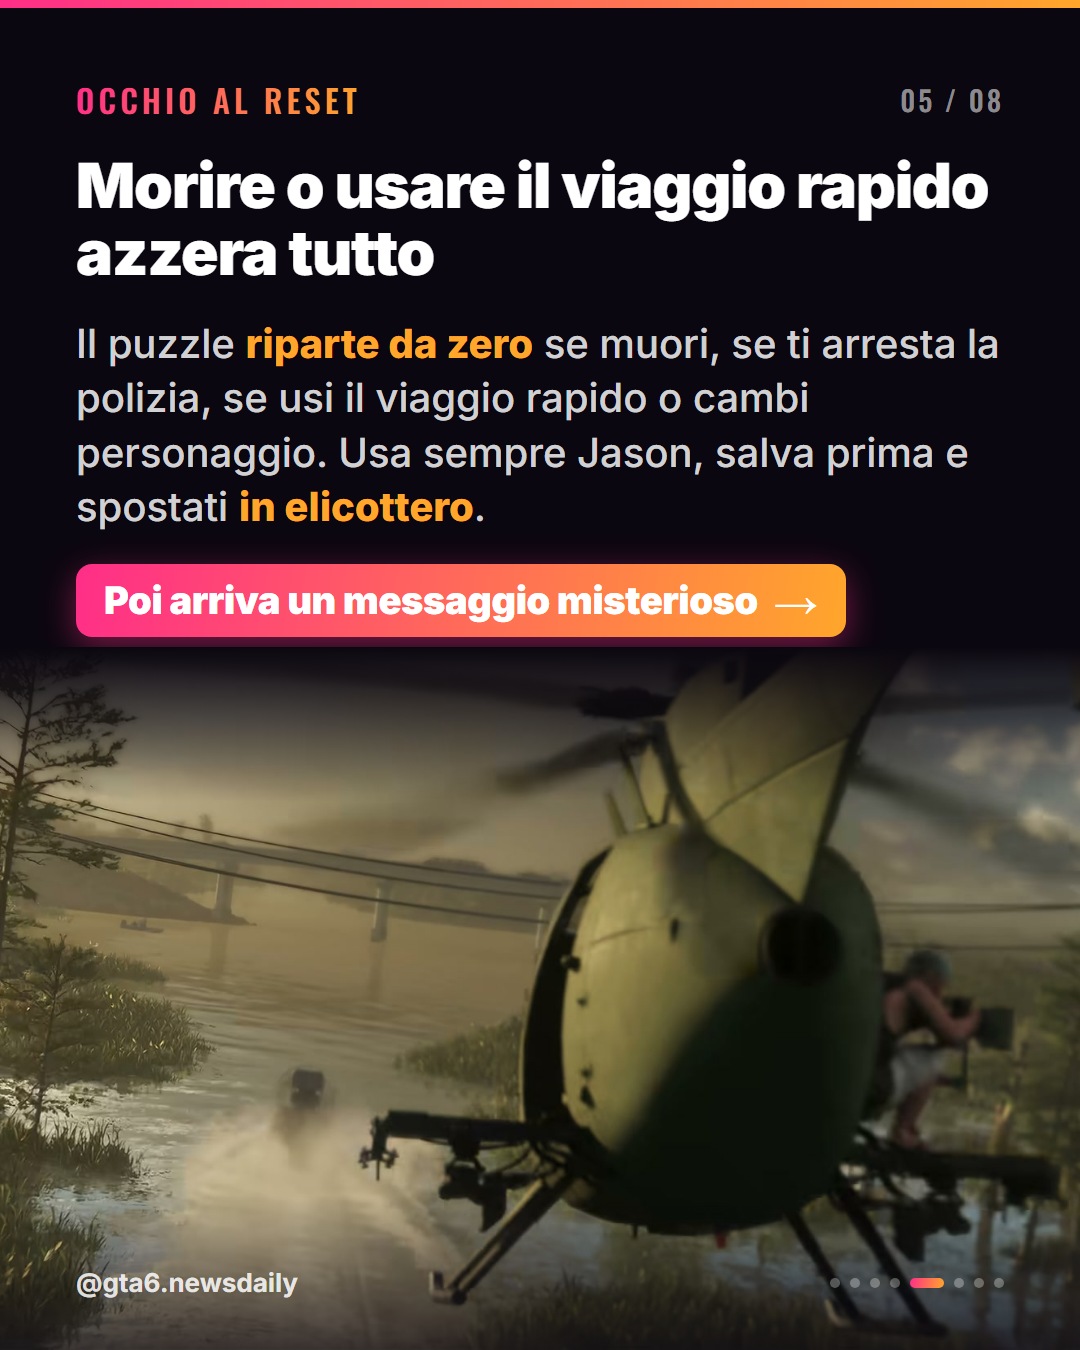 OCCHIO AL RESET
05 / 08
Morire o usare il viaggio rapido
azzera tutto
Il puzzle riparte da zero se muori, se ti arresta la
polizia, se usi il viaggio rapido o cambi
personaggio. Usa sempre Jason, salva prima e
spostati in elicottero.
Poi arriva un messaggio misterioso →
@gta6.newsdaily